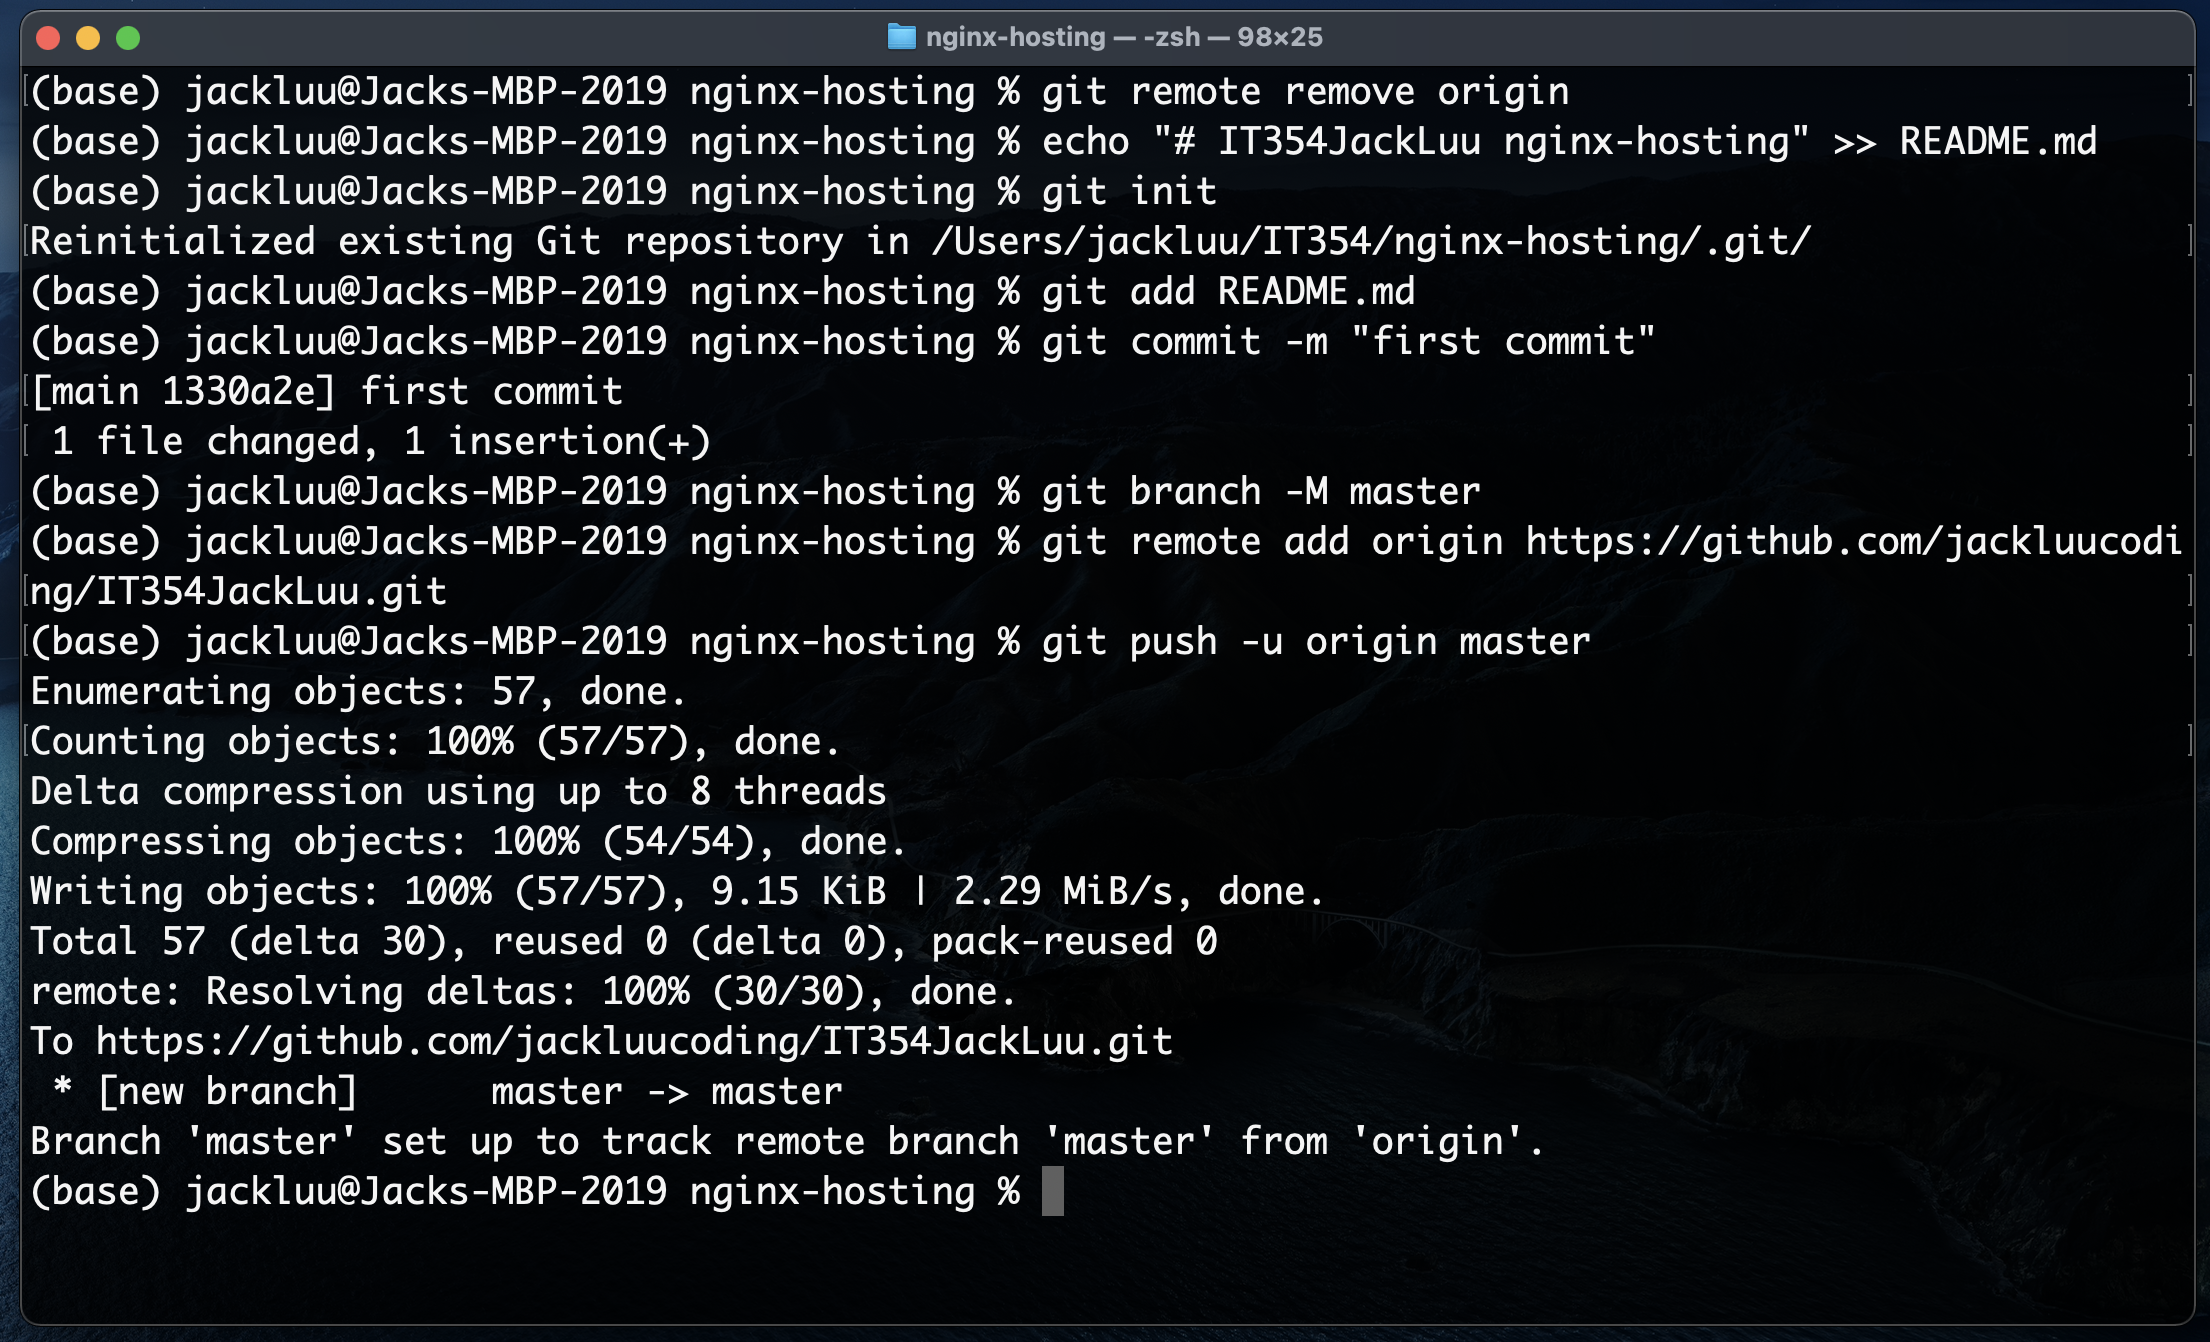 nginx-hosting — -zsh — 98×25
(base) jackluu@Jacks-MBP-2019 nginx-hosting % git remote remove origin
(base) jackluu@Jacks-MBP-2019 nginx-hosting % echo "# IT354JackLuu nginx-hosting" >> README.md
(base) jackluu@Jacks-MBP-2019 nginx-hosting % git init
Reinitialized existing Git repository in /Users/jackluu/IT354/nginx-hosting/.git/
(base) jackluu@Jacks-MBP-2019 nginx-hosting % git add README.md
(base) jackluu@Jacks-MBP-2019 nginx-hosting % git commit -m "first commit"
[main 1330a2e] first commit
 1 file changed, 1 insertion(+)
(base) jackluu@Jacks-MBP-2019 nginx-hosting % git branch -M master
(base) jackluu@Jacks-MBP-2019 nginx-hosting % git remote add origin https://github.com/jackluucodi
ng/IT354JackLuu.git
(base) jackluu@Jacks-MBP-2019 nginx-hosting % git push -u origin master
Enumerating objects: 57, done.
Counting objects: 100% (57/57), done.
Delta compression using up to 8 threads
Compressing objects: 100% (54/54), done.
Writing objects: 100% (57/57), 9.15 KiB | 2.29 MiB/s, done.
Total 57 (delta 30), reused 0 (delta 0), pack-reused 0
remote: Resolving deltas: 100% (30/30), done.
To https://github.com/jackluucoding/IT354JackLuu.git
 * [new branch]      master -> master
Branch 'master' set up to track remote branch 'master' from 'origin'.
(base) jackluu@Jacks-MBP-2019 nginx-hosting %